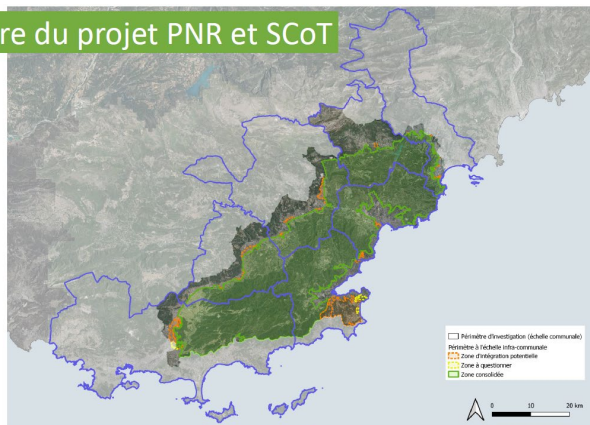 re du projet PNR et SCoT
Périmètre d'investigation (échelle communale)
Périmètre à l'échelle infra-communale
Zone d'intégration potentielle
Zone à questionner
Zone consolidée
0 10 20 km